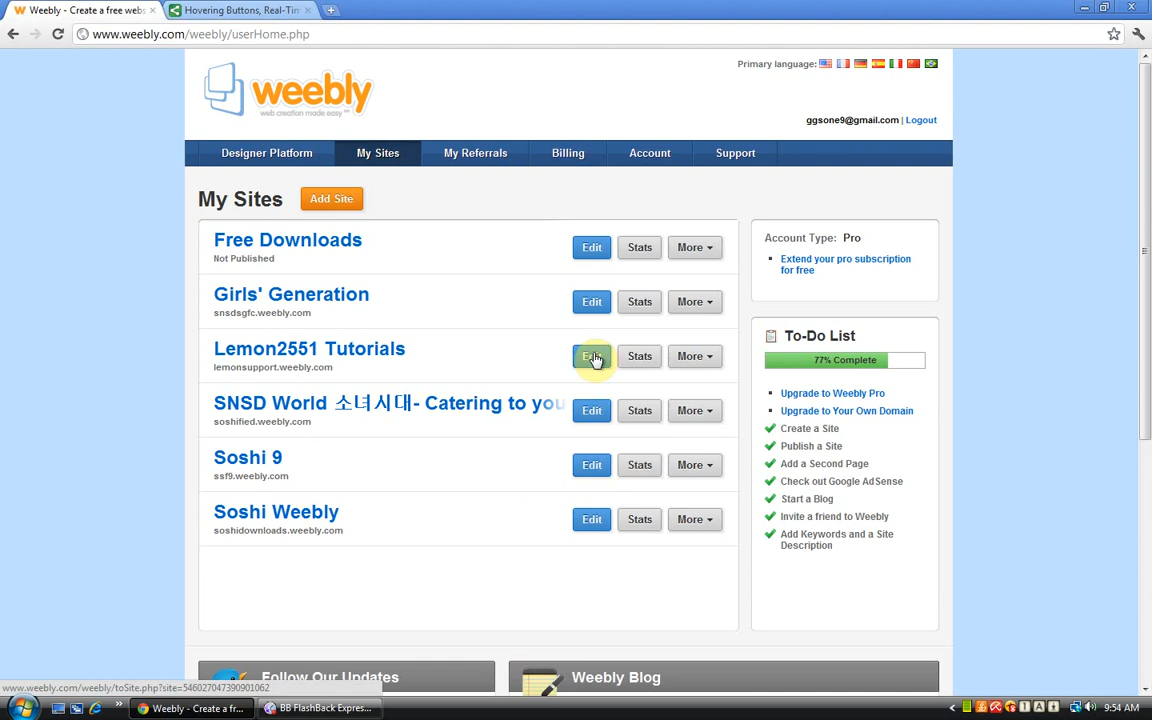 Weebly - Create a free webs
Hovering Buttons, Real-Tim
www.weebly.com/weebly/userHome.php
weebly
web creation made easy
Primary language:
ggsone9@gmail.com | Logout
Designer Platform
My Sites
My Referrals
Billing
Account
Support
My Sites
Add Site
Free Downloads
Not Published
Edit
Stats
More
Girls' Generation
snsdsgfc.weebly.com
Edit
Stats
More
Lemon2551 Tutorials
lemonsupport.weebly.com
Edit
Stats
More
SNSD World 소녀시대- Catering to you
soshified.weebly.com
Edit
Stats
More
Soshi 9
ssf9.weebly.com
Edit
Stats
More
Soshi Weebly
soshidownloads.weebly.com
Edit
Stats
More
Account Type: Pro
Extend your pro subscription
for free
To-Do List
77% Complete
Upgrade to Weebly Pro
Upgrade to Your Own Domain
Create a Site
Publish a Site
Add a Second Page
Check out Google AdSense
Start a Blog
Invite a friend to Weebly
Add Keywords and a Site
Description
Follow Our Updates
Weebly Blog
www.weebly.com/weebly/toSite.php?site=546027047390901062
Weebly - Create a fr...
BB FlashBack Expres...
9:54 AM